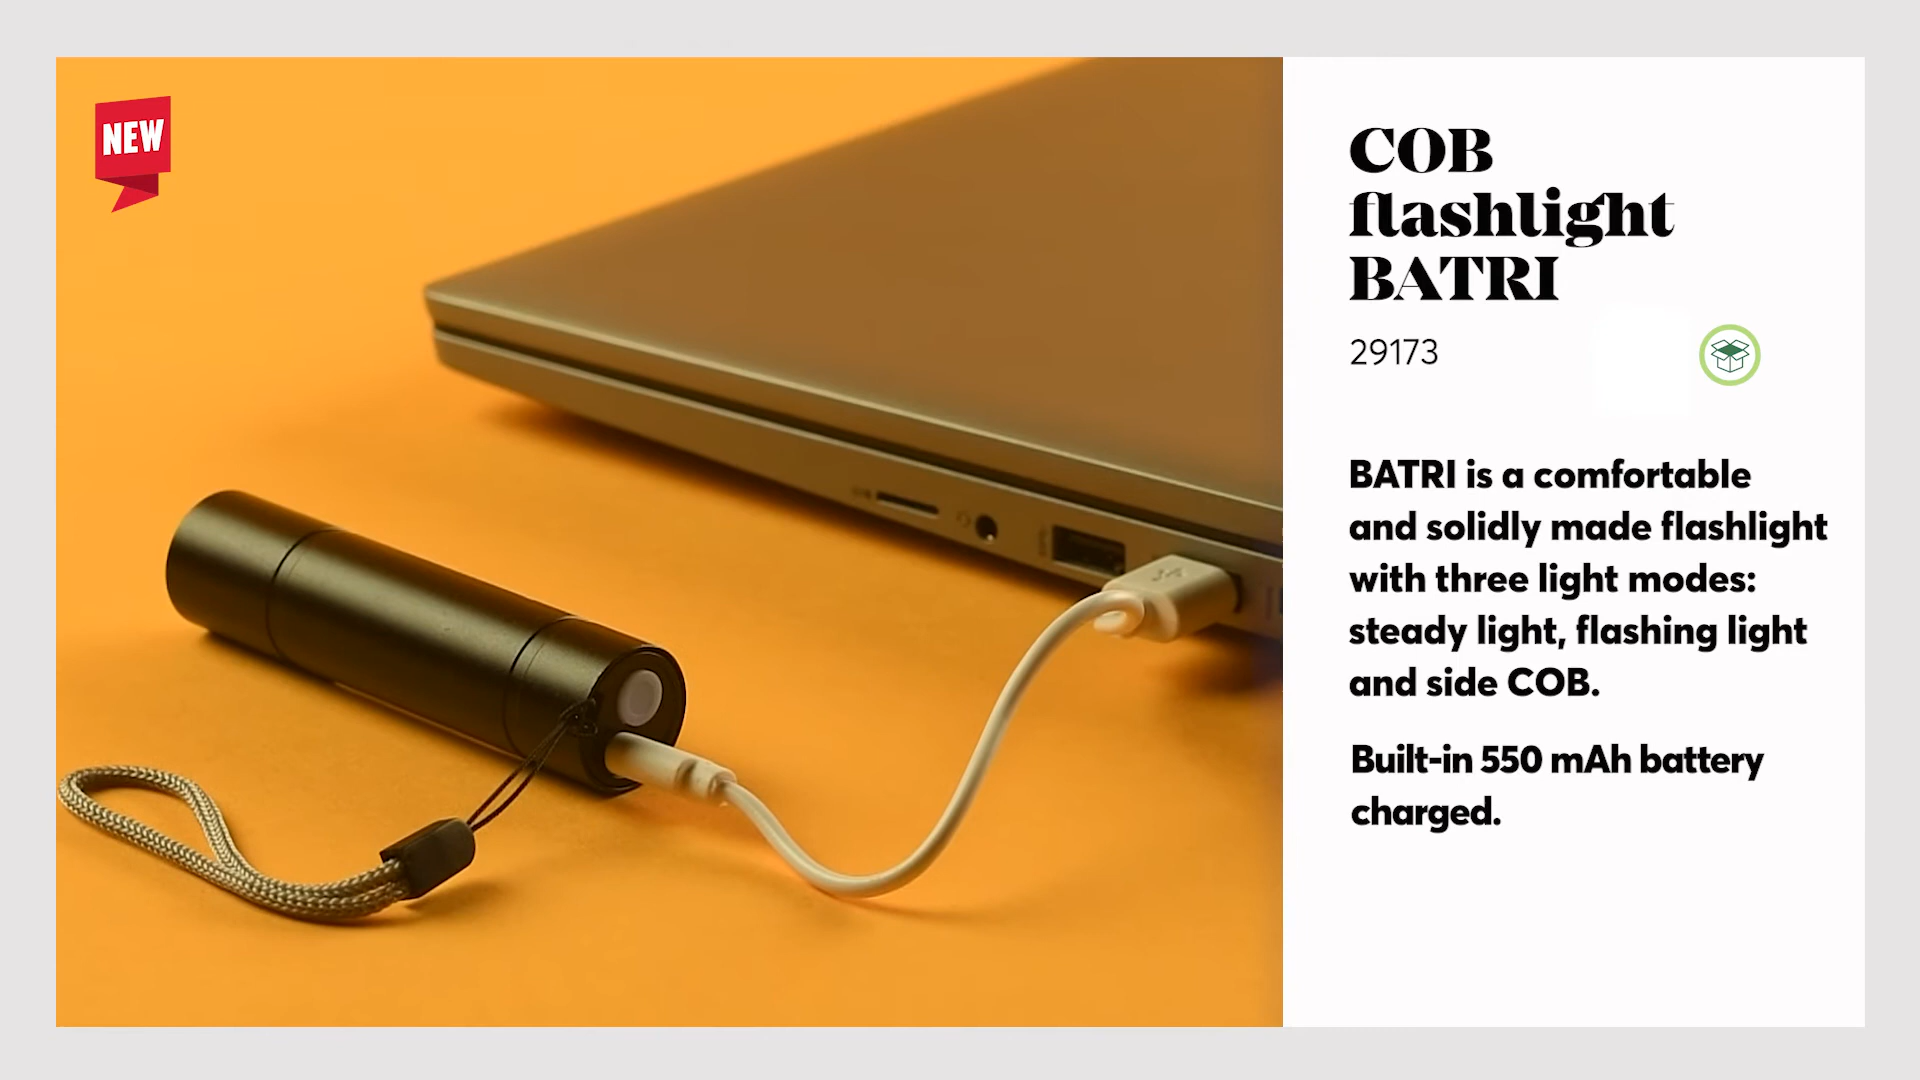 NEW
COB
flashlight
BATRI
29173
BATRI is a comfortable
and solidly made flashlight
with three light modes:
steady light, flashing light
and side COB.
Built-in 550 mAh battery
charged.